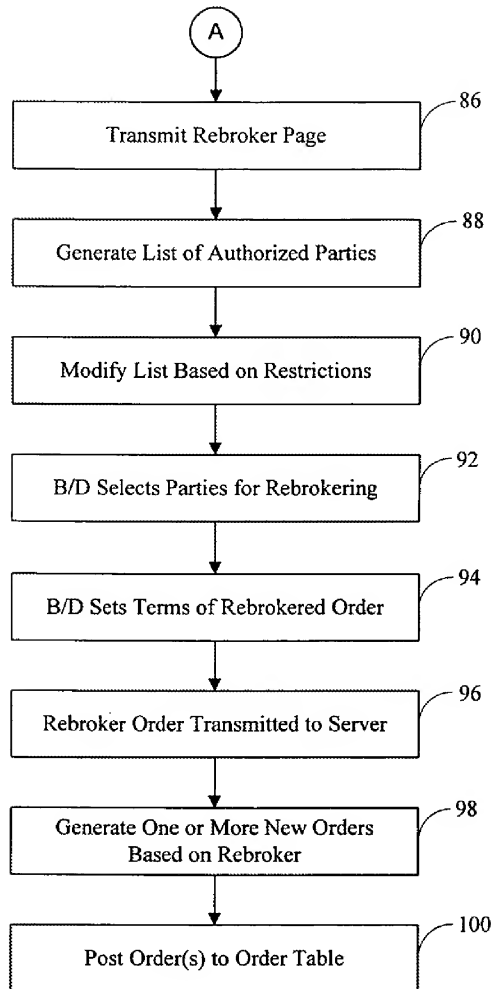 A
86
Transmit Rebroker Page
88
Generate List of Authorized Parties
90
Modify List Based on Restrictions
92
B/D Selects Parties for Rebrokering
94
B/D Sets Terms of Rebrokered Order
96
Rebroker Order Transmitted to Server
98
Generate One or More New Orders
Based on Rebroker
100
Post Order(s) to Order Table